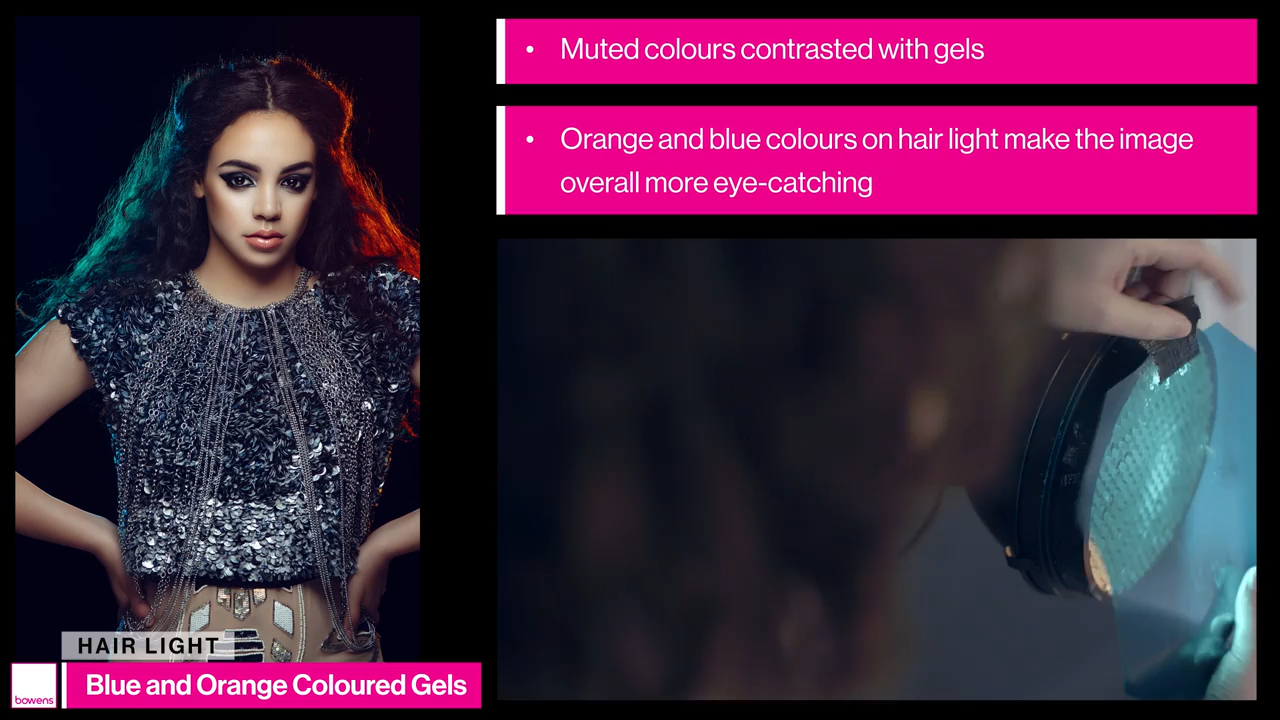 • Muted colours contrasted with gels
• Orange and blue colours on hair light make the image
overall more eye-catching
HAIR LIGHT
Blue and Orange Coloured Gels
bowens